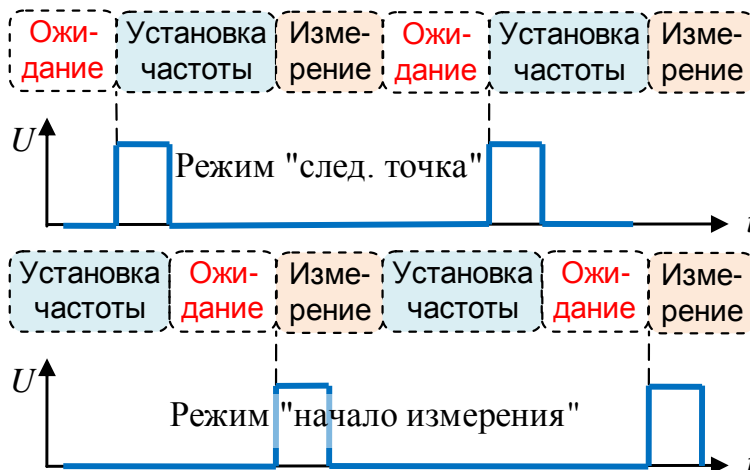 Ожи- Установка Изме- Ожи- Установка Изме-
дание частоты рение дание частоты рение
U
Режим "след. точка"
t
Установка Ожи- Изме- Установка Ожи- Изме-
частоты дание рение частоты дание рение
U
Режим "начало измерения"
t